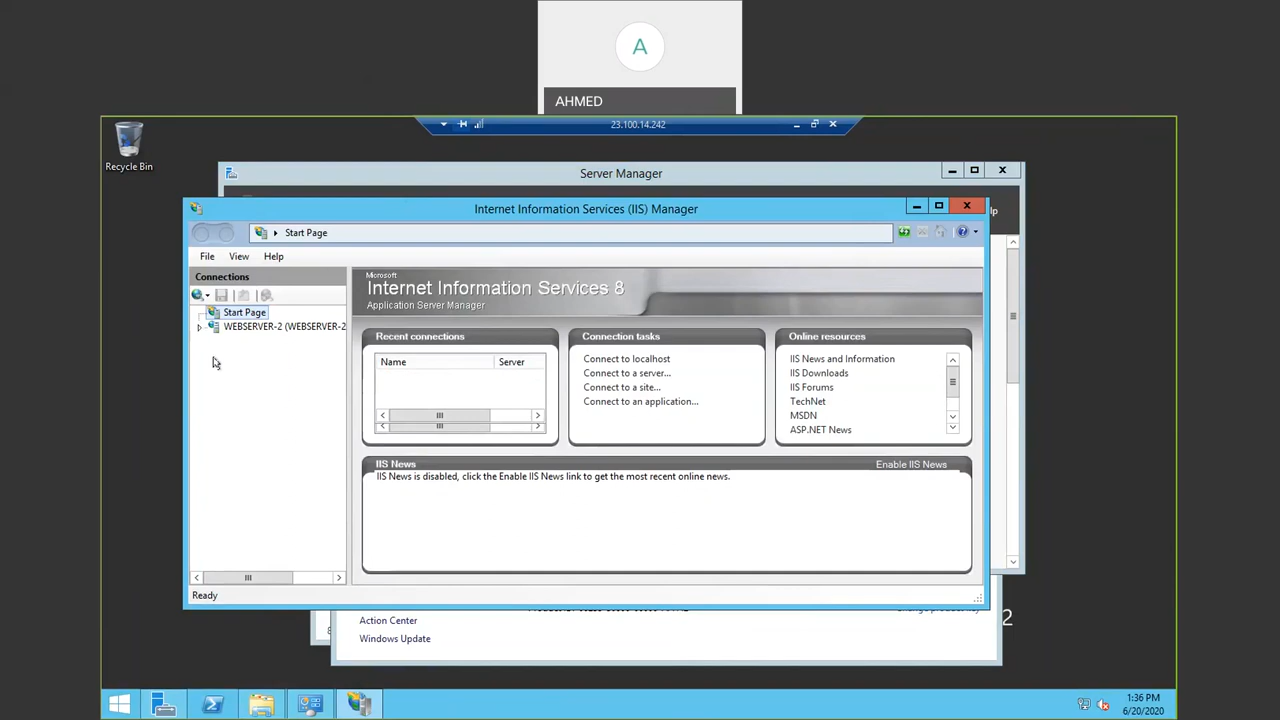 A
AHMED
23.100.14.242
Recycle Bin
Server Manager
lp
Internet Information Services (IIS) Manager
Start Page
File View Help
Connections
Start Page
WEBSERVER-2 (WEBSERVER-2
Microsoft
Internet Information Services 8
Application Server Manager
Recent connections
Name Server
Connection tasks
Connect to localhost
Connect to a server...
Connect to a site...
Connect to an application...
Online resources
IIS News and Information
IIS Downloads
IIS Forums
TechNet
MSDN
ASP.NET News
IIS News Enable IIS News
IIS News is disabled, click the Enable IIS News link to get the most recent online news.
Ready
Action Center
Windows Update
2
1:36 PM
6/20/2020